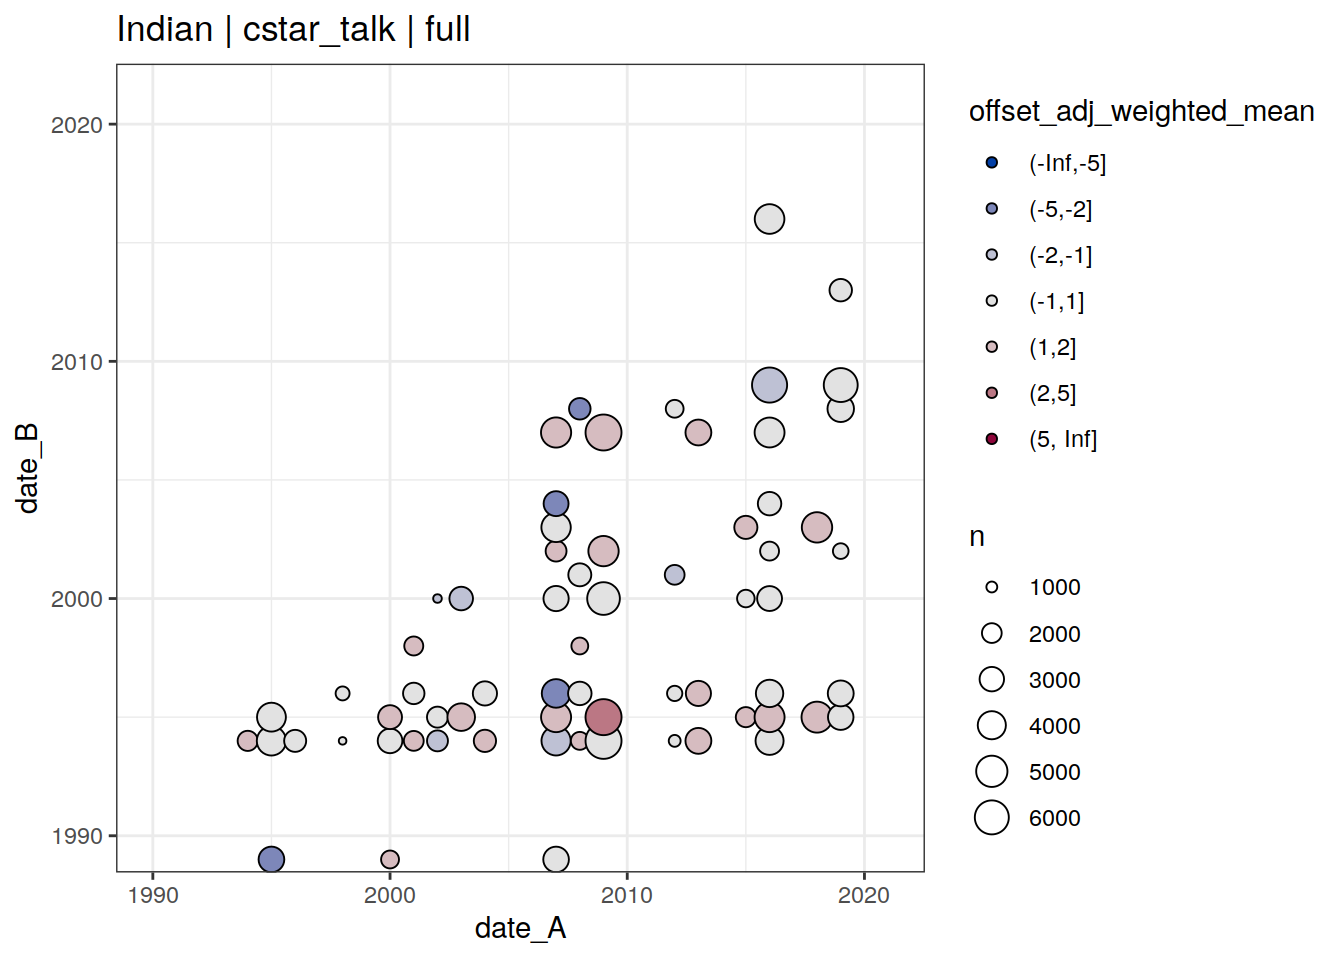 Indian | cstar_talk | full
2020
2010
2000
1990
date_B
1990
2000
2010
2020
date_A
offset_adj_weighted_mean
(-Inf,-5]
(-5,-2]
(-2,-1]
(-1,1]
(1,2]
(2,5]
(5, Inf]
n
1000
2000
3000
4000
5000
6000